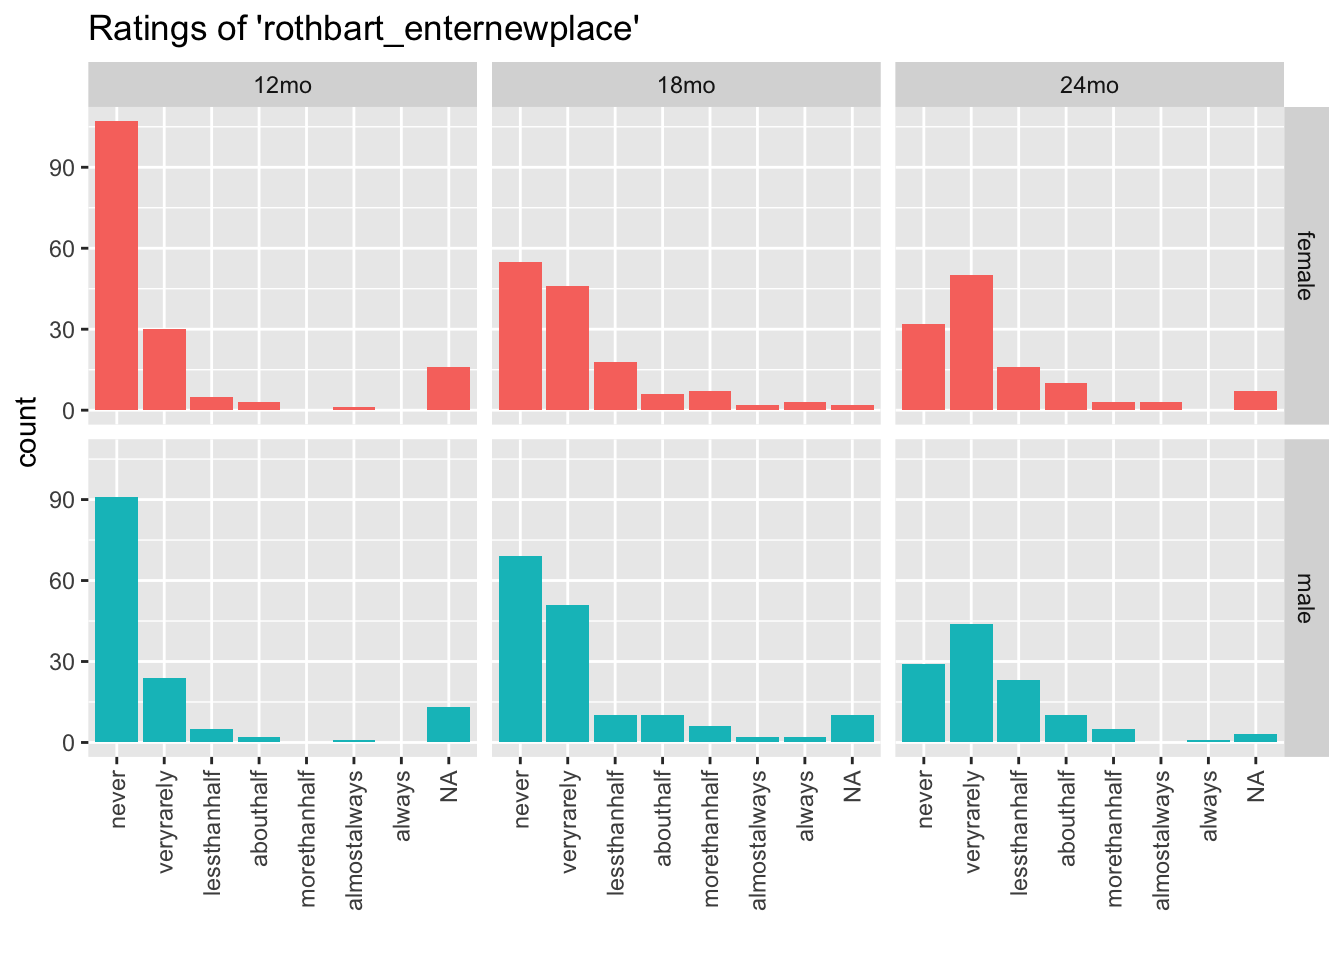 Ratings of 'rothbart_enternewplace'
12mo 18mo 24mo
90
60
30
0
female
count
90
60
30
0
male
never veryrarely lessthanhalf abouthalf morethanhalf almostalways always NA never veryrarely lessthanhalf abouthalf morethanhalf almostalways always NA never veryrarely lessthanhalf abouthalf morethanhalf almostalways always NA